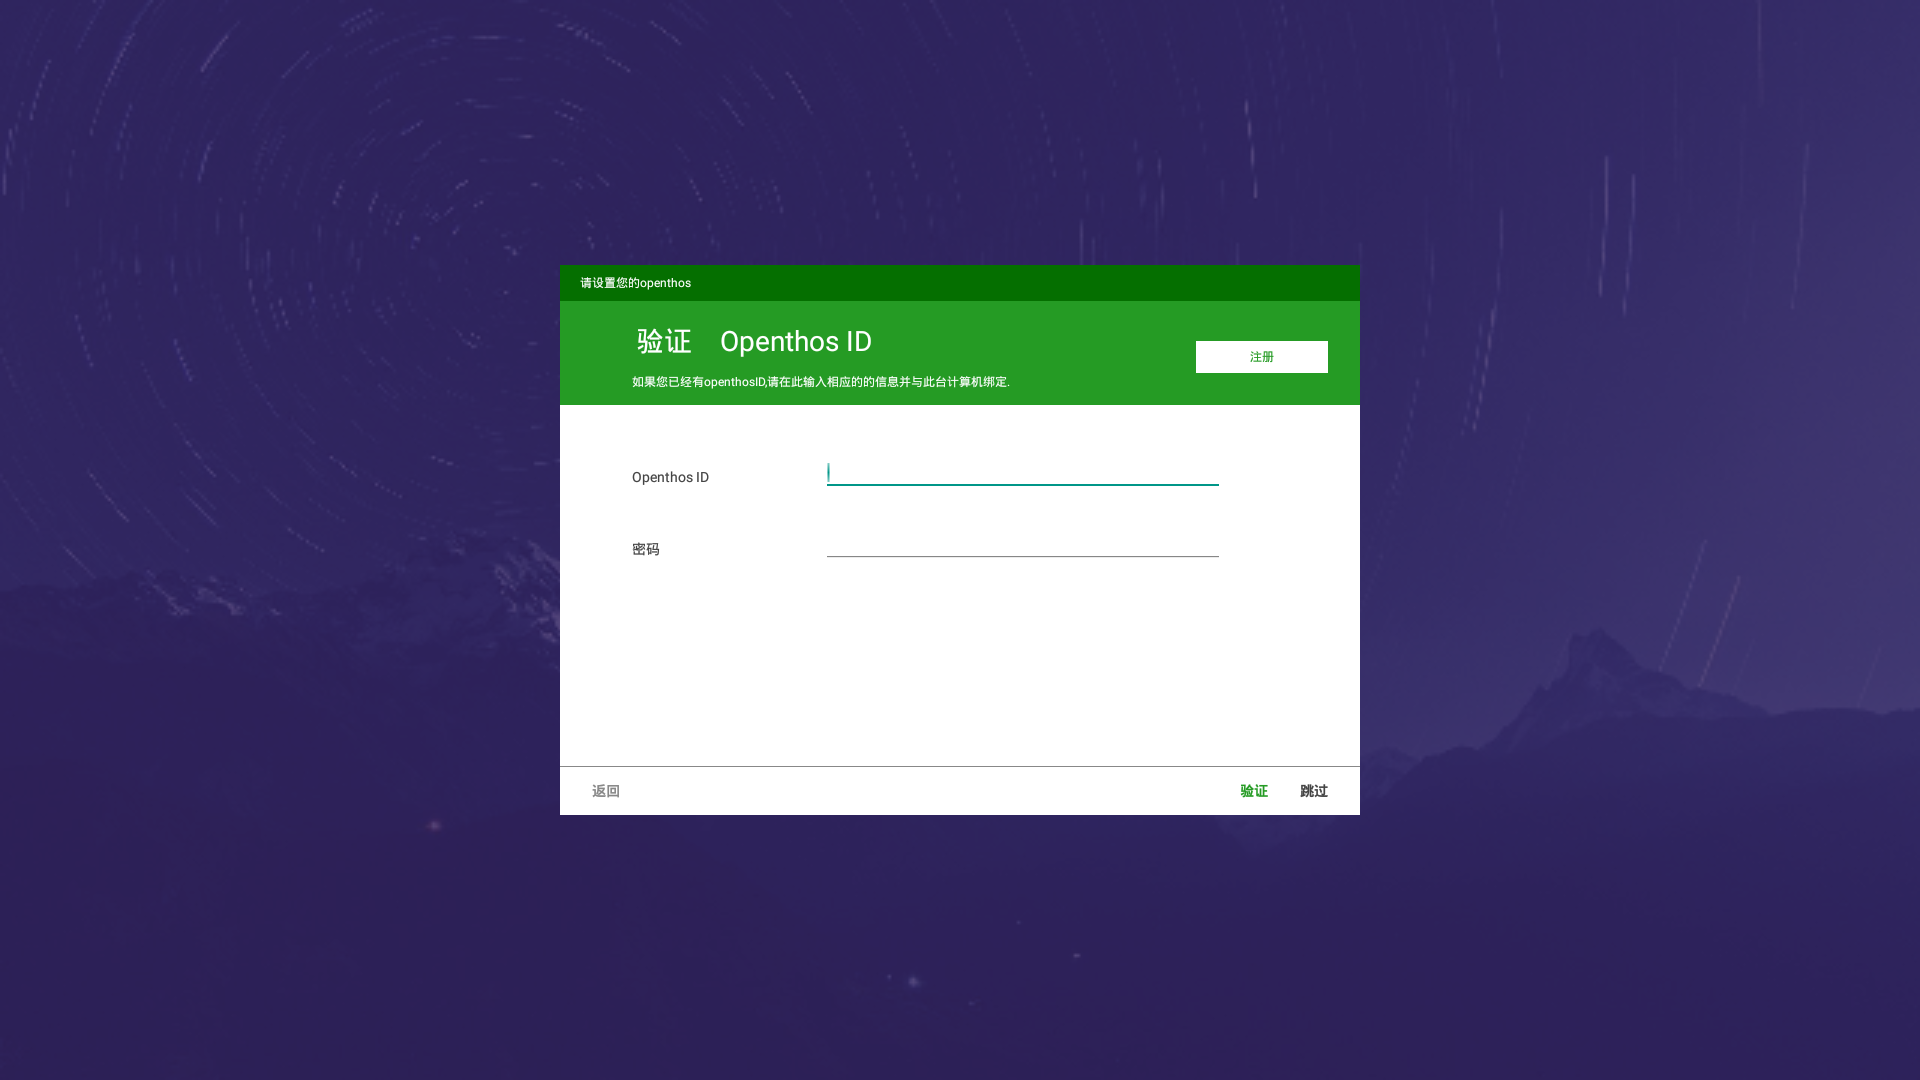 请设置您的openthos
验证 Openthos ID
注册
如果您已经有openthosID,请在此输入相应的的信息并与此台计算机绑定.
Openthos ID
密码
返回 验证 跳过